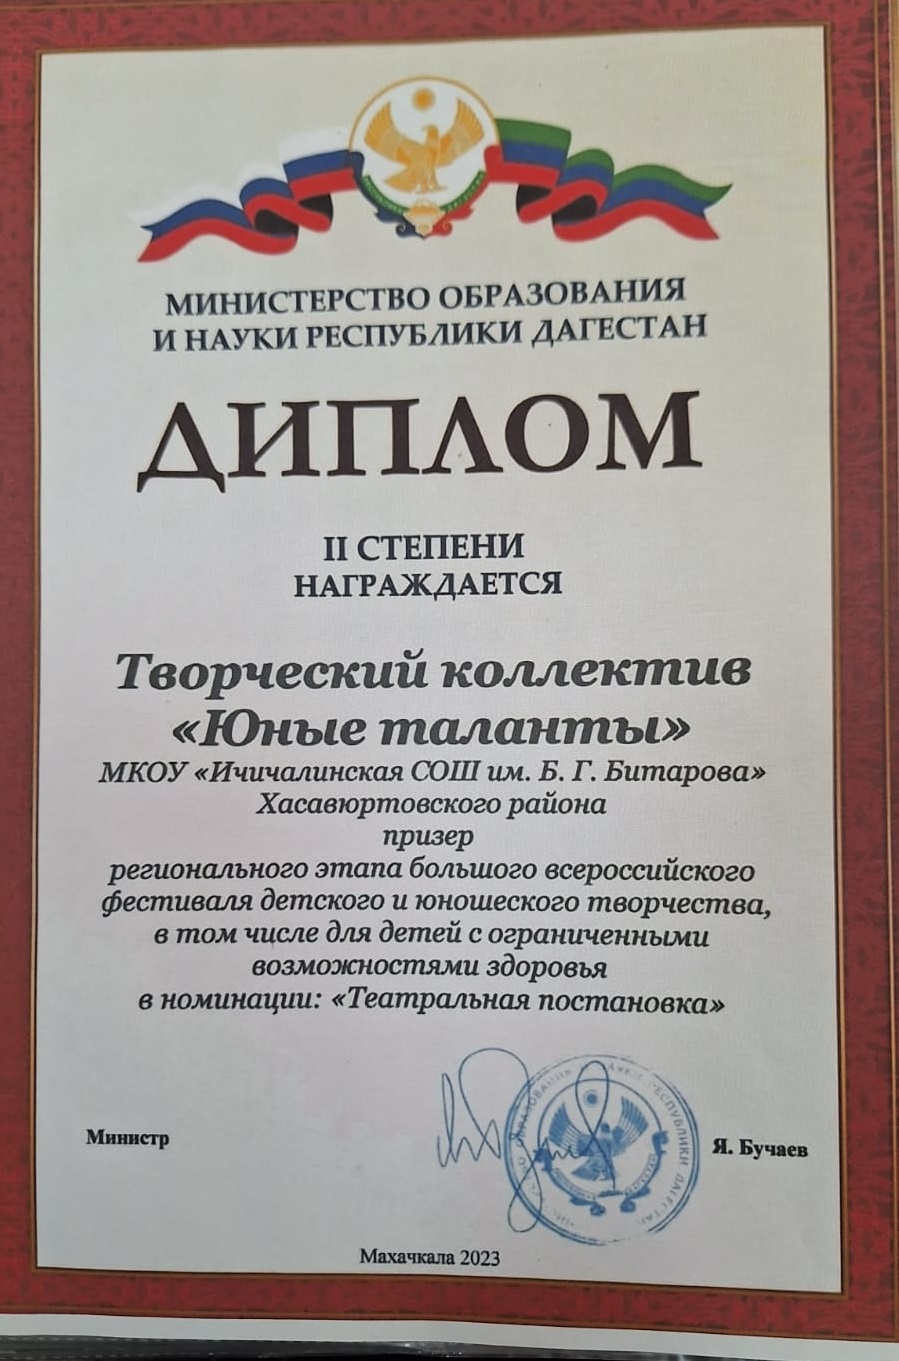 МИНИСТЕРСТВО ОБРАЗОВАНИЯ
И НАУКИ РЕСПУБЛИКИ ДАГЕСТАН
ДИПЛОМ
II СТЕПЕНИ
НАГРАЖДАЕТСЯ
Творческий коллектив
«Юные таланты»
МКОУ «Ичичалинская СОШ им. Б. Г. Битарова»
Хасавюртовского района
призер
регионального этапа большого всероссийского
фестиваля детского и юношеского творчества,
в том числе для детей с ограниченными
возможностями здоровья
в номинации: «Театральная постановка»
Министр
Я. Бучаев
Махачкала 2023